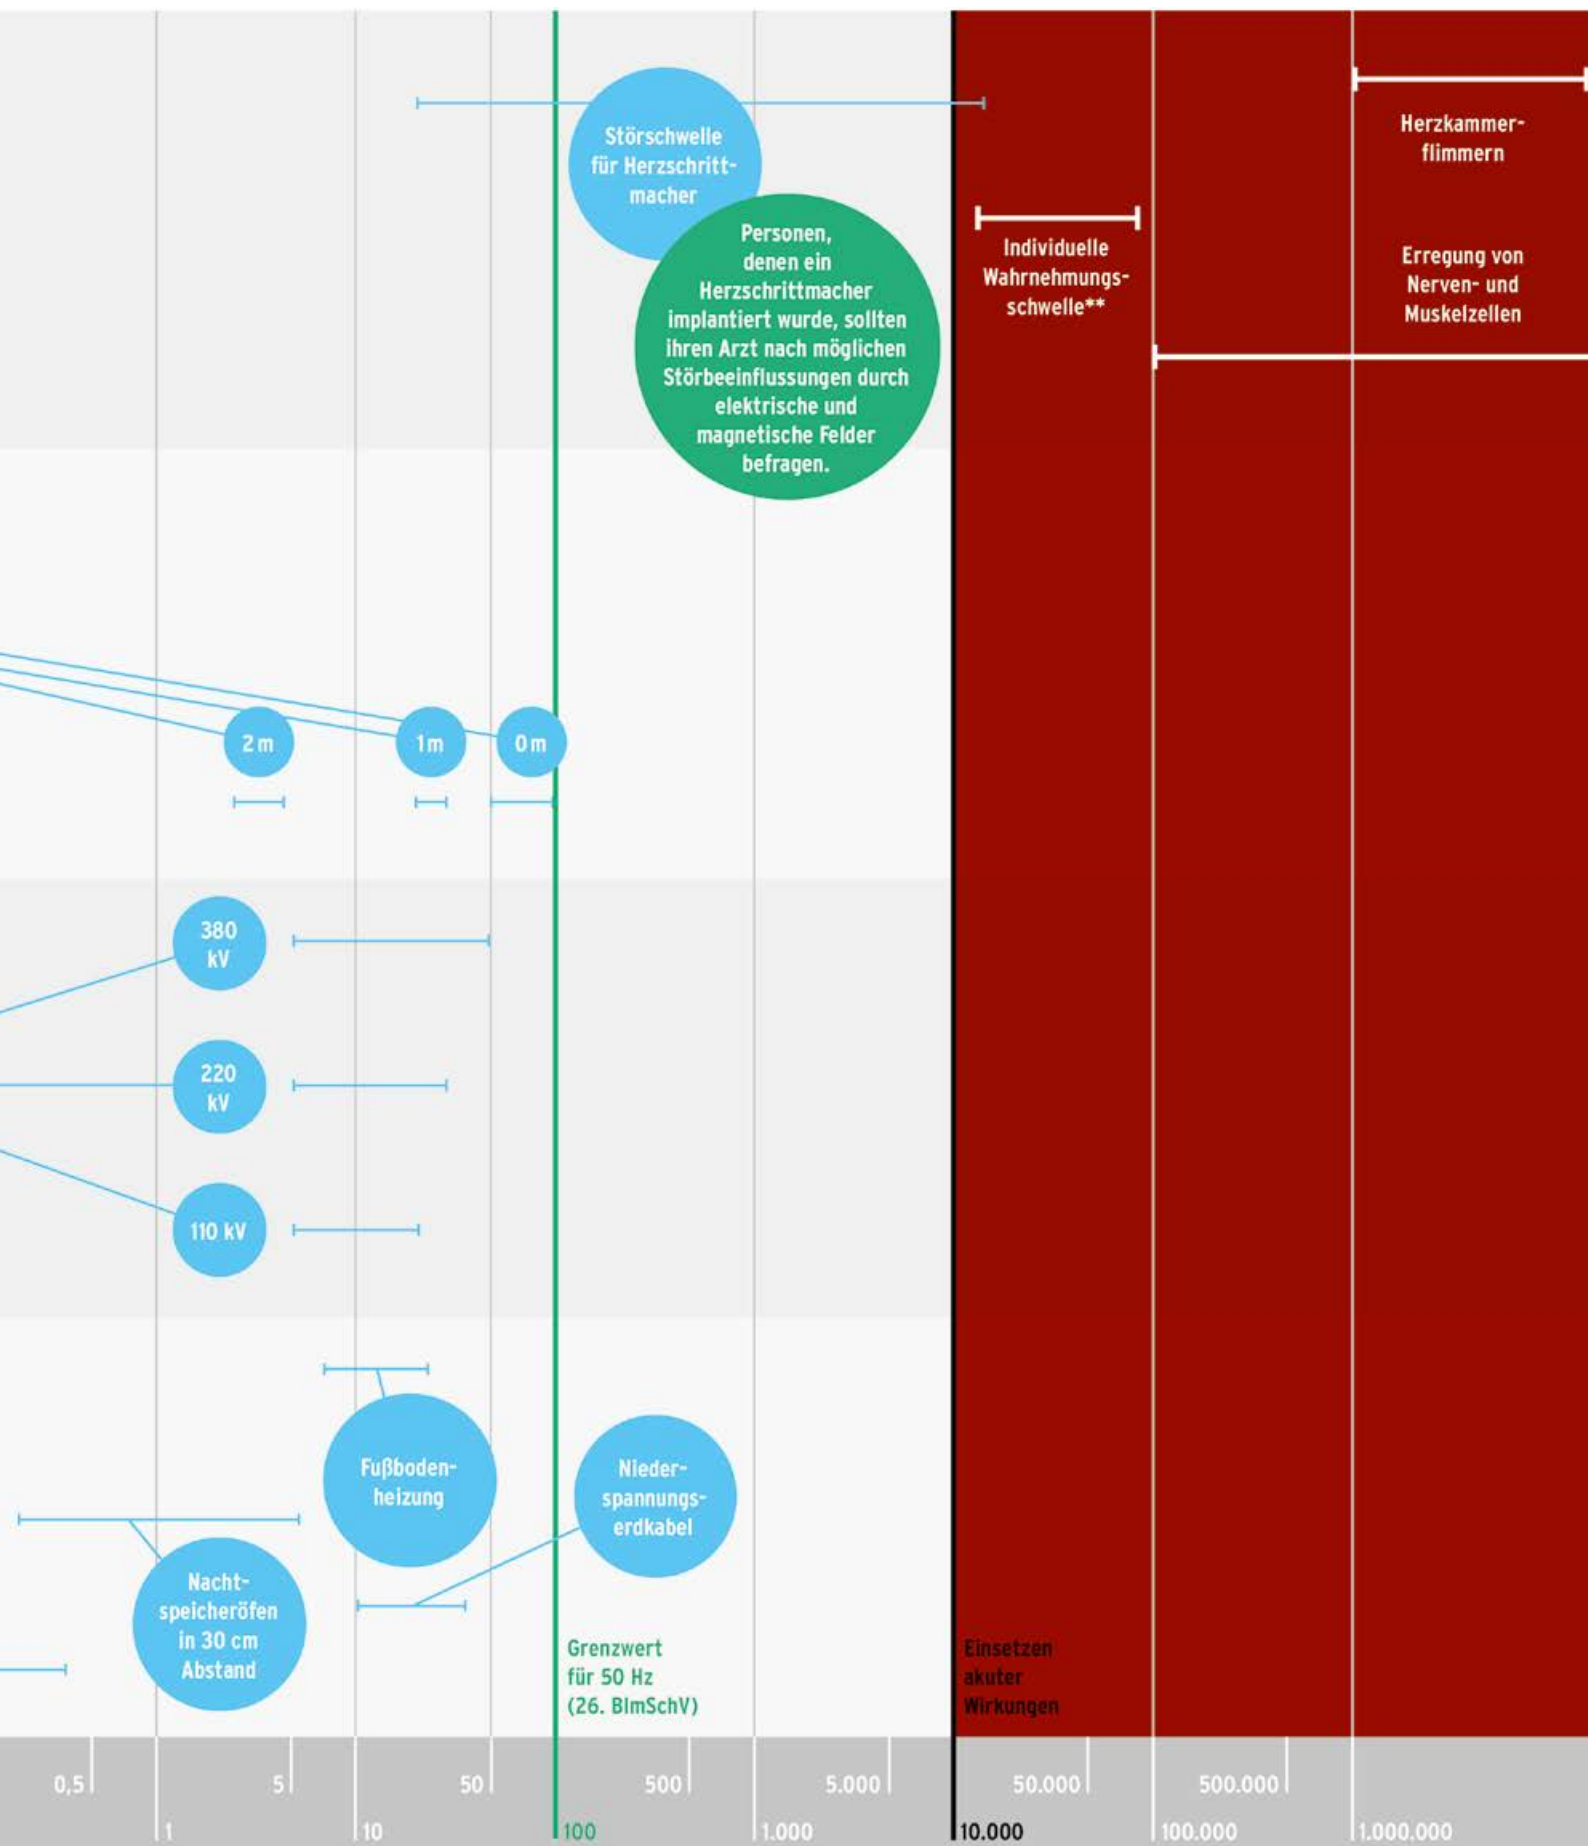 Störschwelle
für Herzschritt-
macher
Personen,
denen ein
Herzschrittmacher
implantiert wurde, sollten
ihren Arzt nach möglichen
Störbeeinflussungen durch
elektrische und
magnetische Felder
befragen.
Individuelle
Wahrnehmungs-
schwelle**
Herzkammer-
flimmern
Erregung von
Nerven- und
Muskelzellen
2 m
1 m
0 m
380
kV
220
kV
110 kV
Fußboden-
heizung
Nieder-
spannungs-
erdkabel
Nacht-
speicheröfen
in 30 cm
Abstand
Grenzwert
für 50 Hz
(26. BImSchV)
Einsetzen
akuter
Wirkungen
0,5
5
50
500
5.000
50.000
500.000
1
10
100
1.000
10.000
100.000
1.000,000